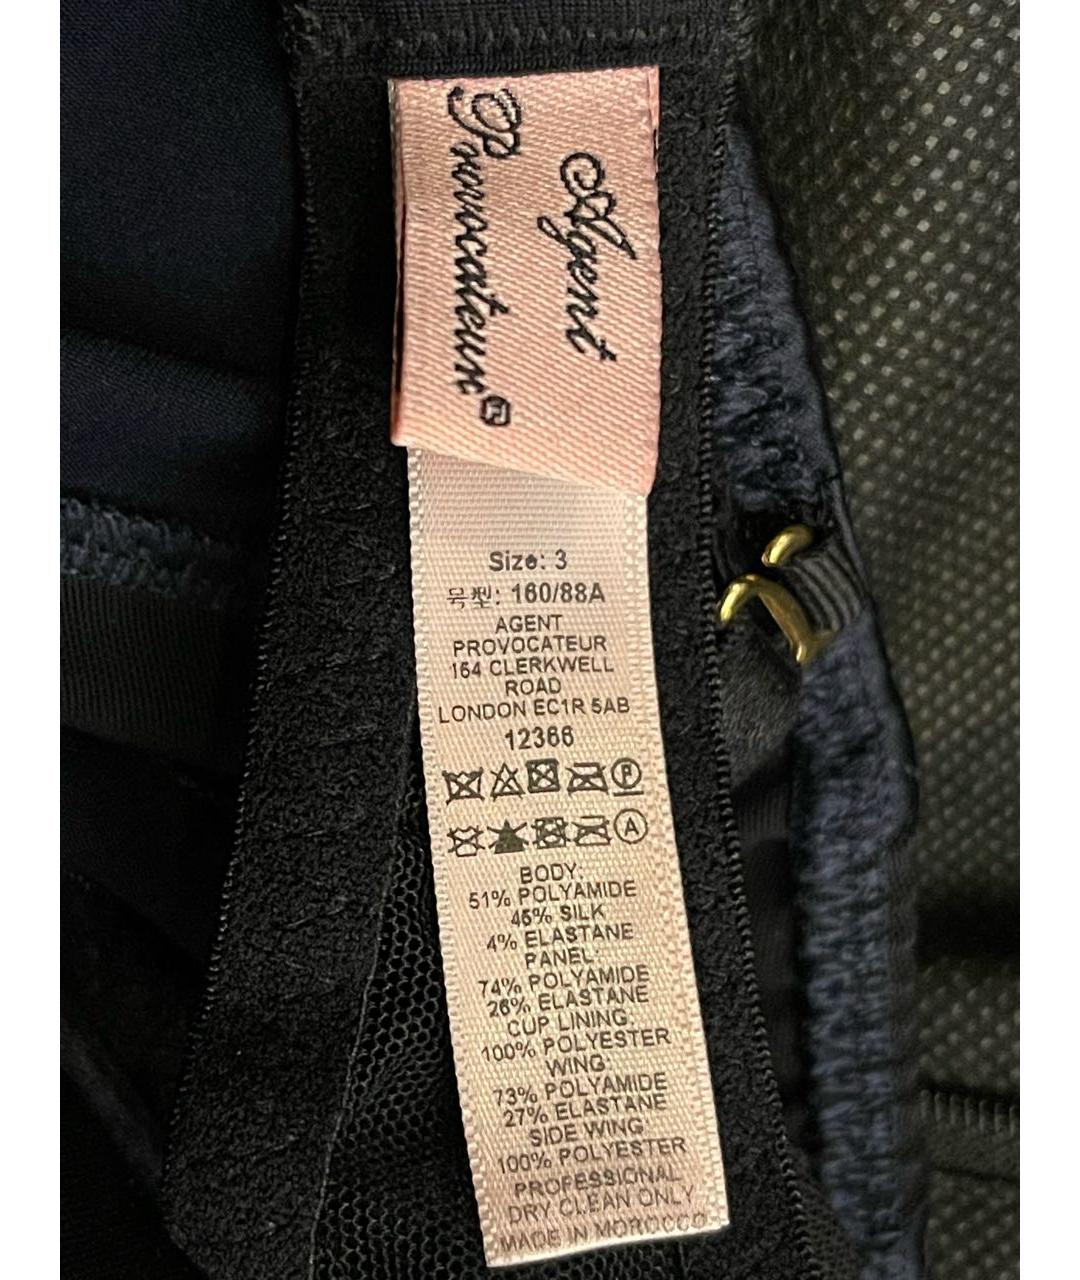 Agent
Provocateur®
Size: 3
号型: 160/88A
AGENT
PROVOCATEUR
154 CLERKWELL
ROAD
LONDON EC1R 5AB
12366
P
A
BODY:
51% POLYAMIDE
45% SILK
4% ELASTANE
PANEL:
74% POLYAMIDE
26% ELASTANE
CUP LINING:
100% POLYESTER
WING:
73% POLYAMIDE
27% ELASTANE
SIDE WING:
100% POLYESTER
PROFESSIONAL
DRY CLEAN ONLY
MADE IN MOROCCO